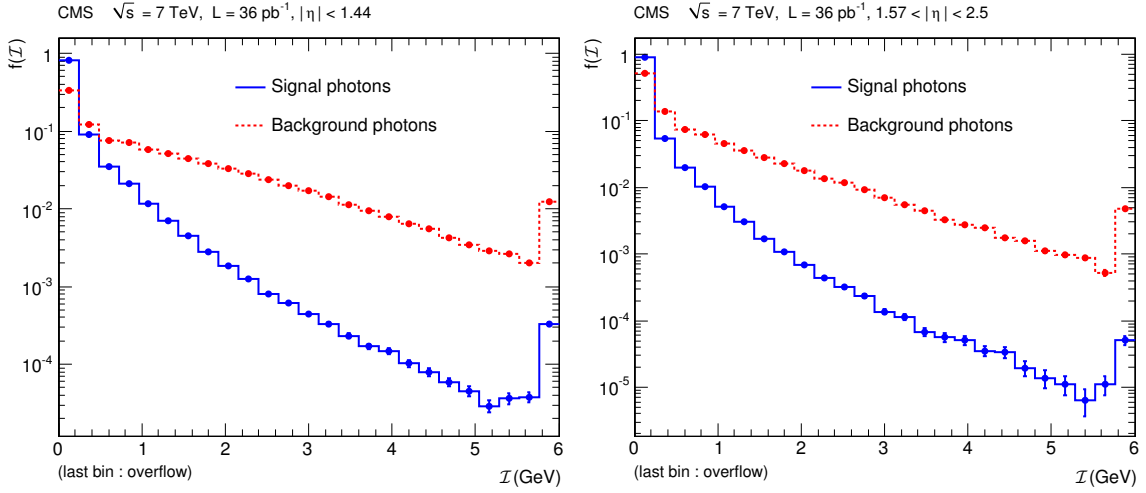 CMS √s = 7 TeV, L = 36 pb⁻¹, |η| < 1.44
f(I)
1
10⁻¹
10⁻²
10⁻³
10⁻⁴
Signal photons
Background photons
0 1 2 3 4 5 6
(last bin : overflow)
I(GeV)
CMS √s = 7 TeV, L = 36 pb⁻¹, 1.57 < |η| < 2.5
f(I)
1
10⁻¹
10⁻²
10⁻³
10⁻⁴
10⁻⁵
Signal photons
Background photons
0 1 2 3 4 5 6
(last bin : overflow)
I(GeV)